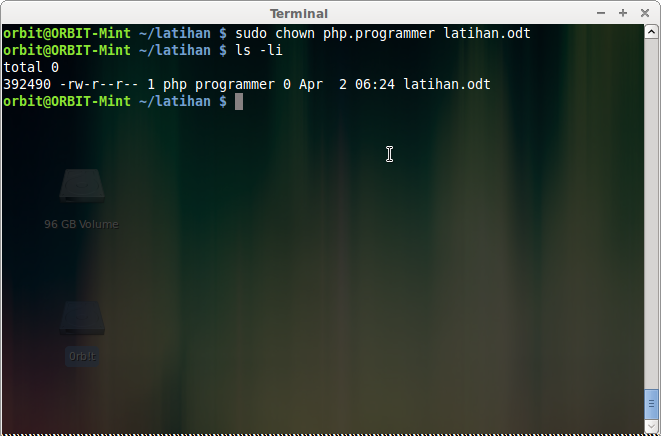 Terminal
orbit@ORBIT-Mint ~/latihan $ sudo chown php.programmer latihan.odt
orbit@ORBIT-Mint ~/latihan $ ls -li
total 0
392490 -rw-r--r-- 1 php programmer 0 Apr  2 06:24 latihan.odt
orbit@ORBIT-Mint ~/latihan $
96 GB Volume
0rb!t